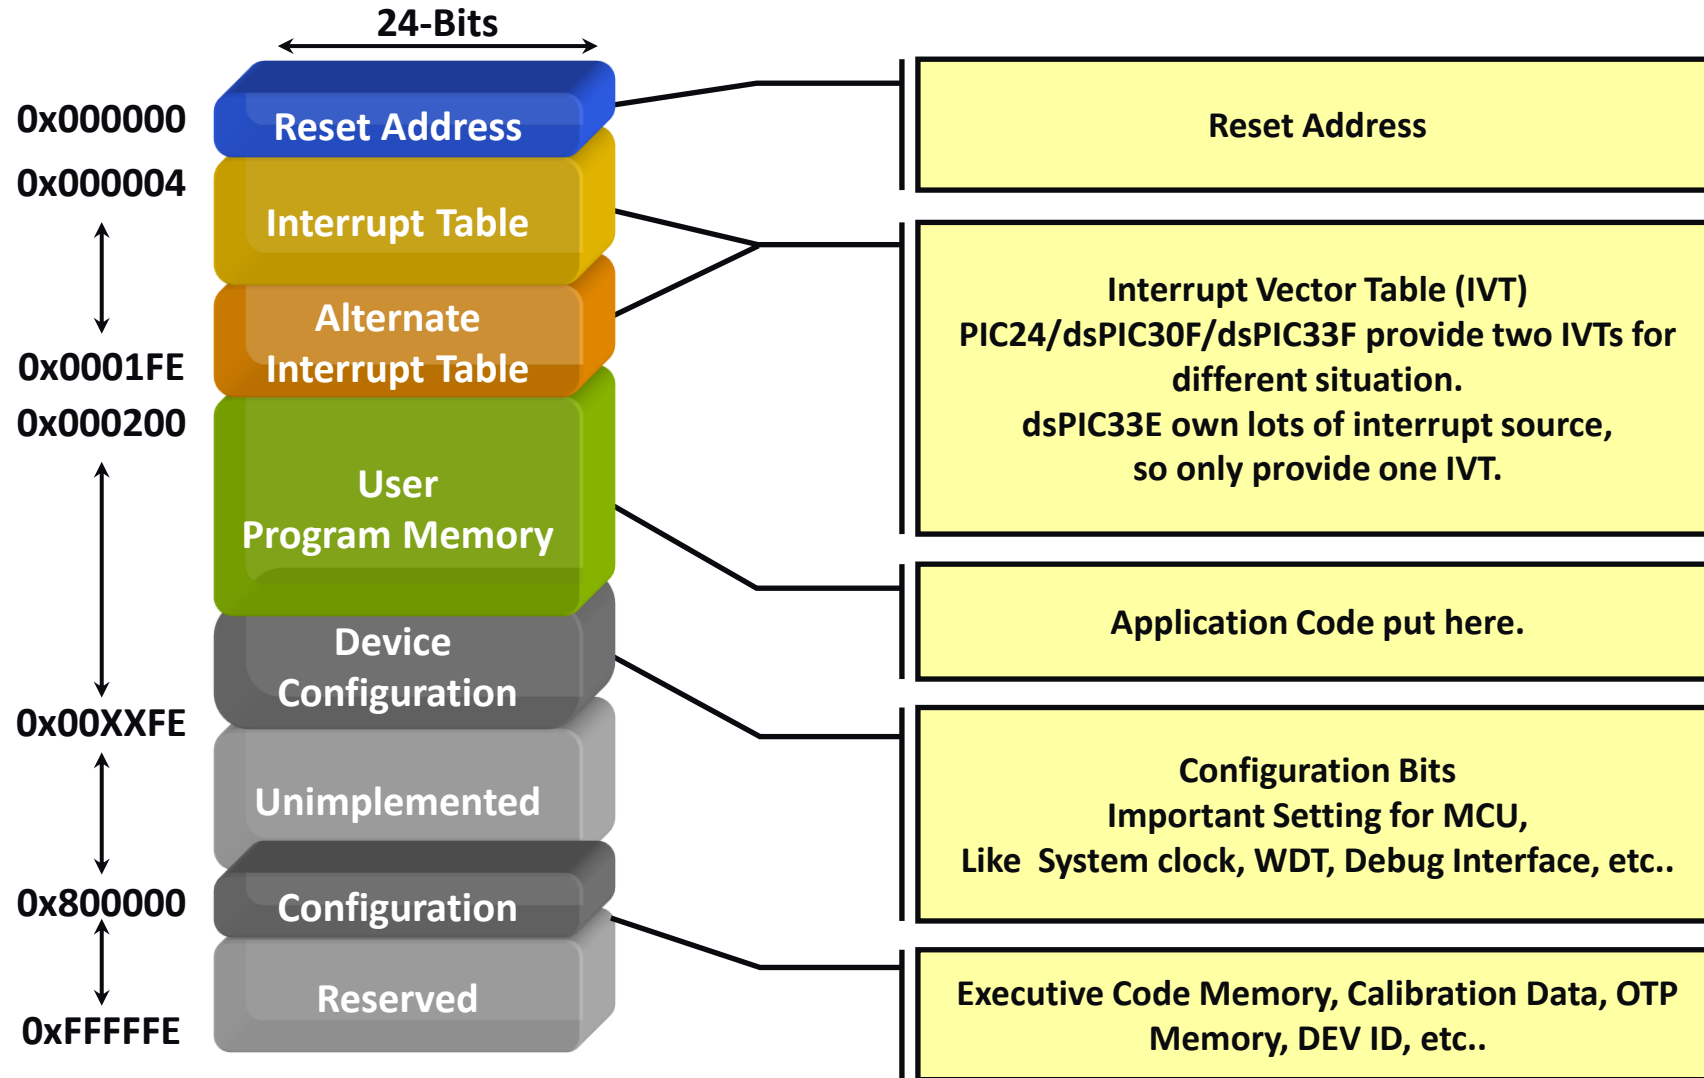 24-Bits
0x000000
Reset Address
0x000004
Interrupt Table
Alternate
Interrupt Table
0x0001FE
0x000200
User
Program Memory
Device
Configuration
0x00XXFE
Unimplemented
0x800000
Configuration
Reserved
0xFFFFFE
Reset Address
Interrupt Vector Table (IVT)
PIC24/dsPIC30F/dsPIC33F provide two IVTs for
different situation.
dsPIC33E own lots of interrupt source,
so only provide one IVT.
Application Code put here.
Configuration Bits
Important Setting for MCU,
Like System clock, WDT, Debug Interface, etc..
Executive Code Memory, Calibration Data, OTP
Memory, DEV ID, etc..